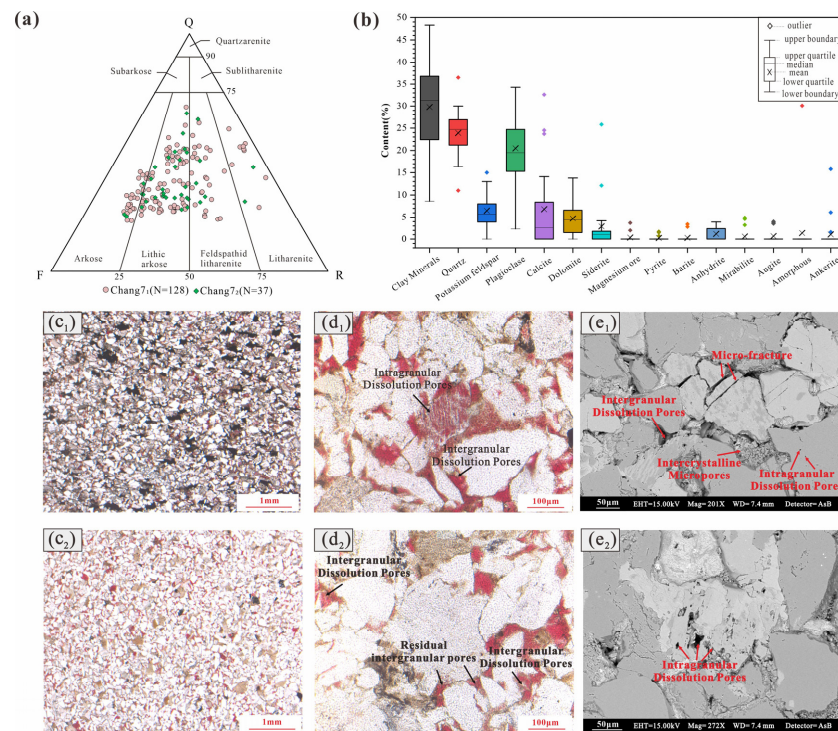 (a)
Q
Quartzarenite
90
Subarkose
Sublitharenite
75
F
Arkose
Lithic
arkose
Feldspathid
litharenite
Litharenite
R
25
50
75
Chang7₁(N=128)
Chang7₂(N=37)
(b)
Content(%)
50
45
40
35
30
25
20
15
10
5
0
outlier
upper boundary
upper quartile
median
mean
lower quartile
lower boundary
Clay Minerals
Quartz
Potassium feldspar
Plagioclase
Calcite
Dolomite
Siderite
Magnesium ore
Pyrite
Barite
Anhydrite
Mirabilite
Augite
Amorphous
Ankerite
(c₁)
1mm
(d₁)
Intragranular
Dissolution Pores
Intergranular
Dissolution Pores
100μm
(e₁)
Micro-fracture
Intergranular
Dissolution Pores
Intercrystalline
Micropores
Intragranular
Dissolution Pores
50μm
EHT=15.00kV Mag= 201X WD= 7.4 mm Detector= AsB
(c₂)
1mm
(d₂)
Intergranular
Dissolution Pores
Residual
intergranular pores
Intergranular
Dissolution Pores
100μm
(e₂)
Intragranular
Dissolution Pores
50μm
EHT=15.00kV Mag= 272X WD= 7.4 mm Detector=AsB